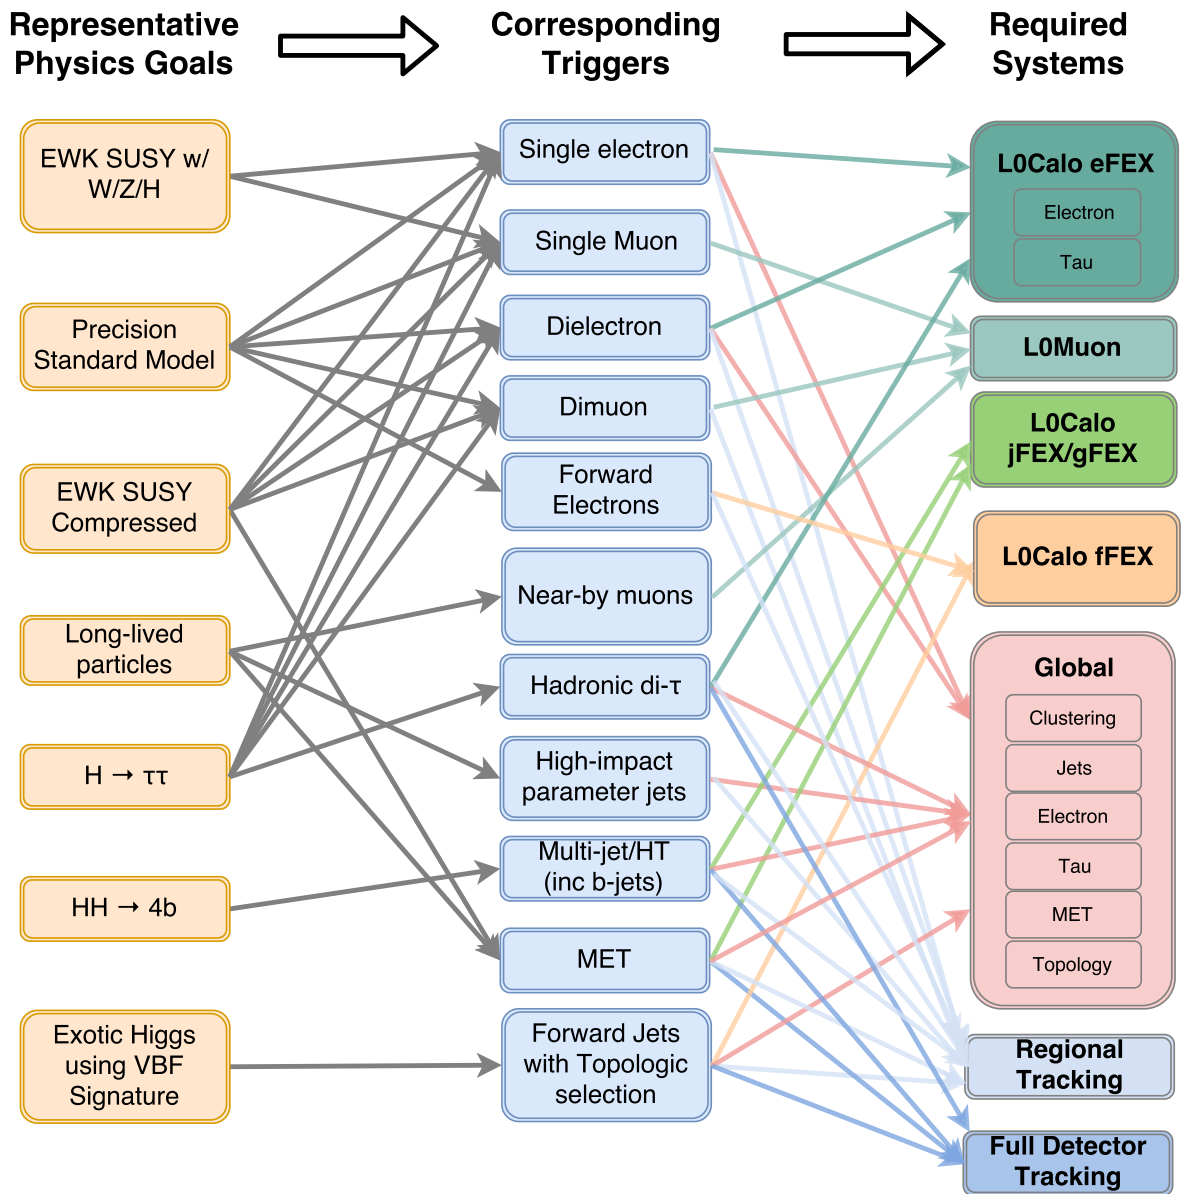 Representative
Physics Goals
Corresponding
Triggers
Required
Systems
EWK SUSY w/
W/Z/H
Precision
Standard Model
EWK SUSY
Compressed
Long-lived
particles
H → ττ
HH → 4b
Exotic Higgs
using VBF
Signature
Single electron
Single Muon
Dielectron
Dimuon
Forward
Electrons
Near-by muons
Hadronic di-τ
High-impact
parameter jets
Multi-jet/HT
(inc b-jets)
MET
Forward Jets
with Topologic
selection
L0Calo eFEX
Electron
Tau
L0Muon
L0Calo
jFEX/gFEX
L0Calo fFEX
Global
Clustering
Jets
Electron
Tau
MET
Topology
Regional
Tracking
Full Detector
Tracking